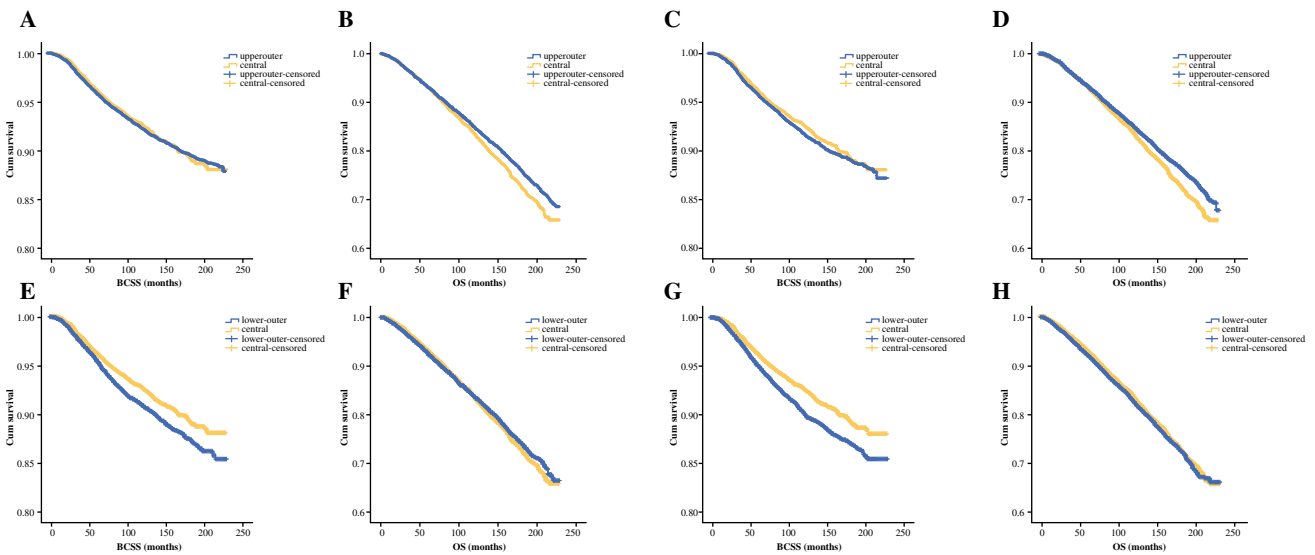 A
1.00
0.95
0.90
0.85
0.80
Cum survival
0 50 100 150 200 250
BCSS (months)
upperouter
central
upperouter-censored
central-censored
B
1.0
0.9
0.8
0.7
0.6
Cum survival
0 50 100 150 200 250
OS (months)
upperouter
central
upperouter-censored
central-censored
C
1.00
0.95
0.90
0.85
0.80
Cum survival
0 50 100 150 200 250
BCSS (months)
upperouter
central
upperouter-censored
central-censored
D
1.0
0.9
0.8
0.7
0.6
Cum survival
0 50 100 150 200 250
OS (months)
upperouter
central
upperouter-censored
central-censored
E
1.00
0.95
0.90
0.85
0.80
Cum survival
0 50 100 150 200 250
BCSS (months)
lower-outer
central
lower-outer-censored
central-censored
F
1.0
0.9
0.8
0.7
0.6
Cum survival
0 50 100 150 200 250
OS (months)
lower-outer
central
lower-outer-censored
central-censored
G
1.00
0.95
0.90
0.85
0.80
Cum survival
0 50 100 150 200 250
BCSS (months)
lower-outer
central
lower-outer-censored
central-censored
H
1.0
0.9
0.8
0.7
0.6
Cum survival
0 50 100 150 200 250
OS (months)
lower-outer
central
lower-outer-censored
central-censored